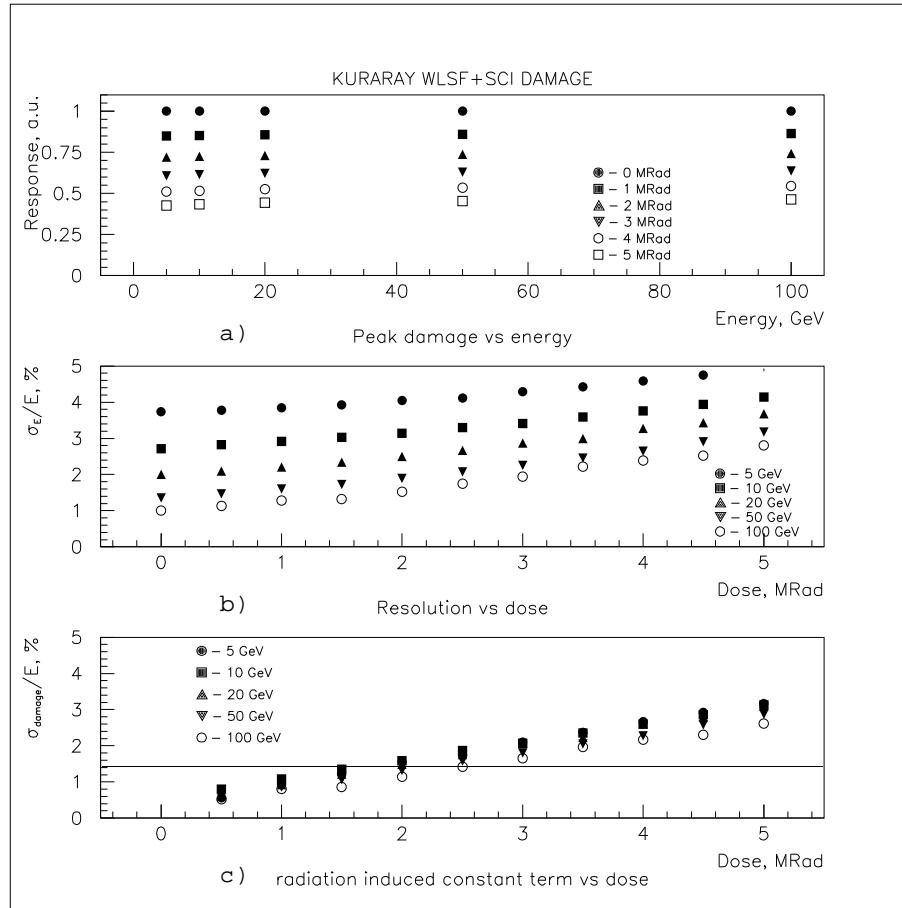 KURARAY WLSF+SCI DAMAGE
Response, a.u.
1
0.75
0.5
0.25
0
– 0 MRad
– 1 MRad
– 2 MRad
– 3 MRad
– 4 MRad
– 5 MRad
0 20 40 60 80 100
Energy, GeV
a) Peak damage vs energy
σE/E, %
5
4
3
2
1
0
– 5 GeV
– 10 GeV
– 20 GeV
– 50 GeV
– 100 GeV
0 1 2 3 4 5
Dose, MRad
b) Resolution vs dose
σdamage/E, %
5
4
3
2
1
0
– 5 GeV
– 10 GeV
– 20 GeV
– 50 GeV
– 100 GeV
0 1 2 3 4 5
Dose, MRad
c) radiation induced constant term vs dose